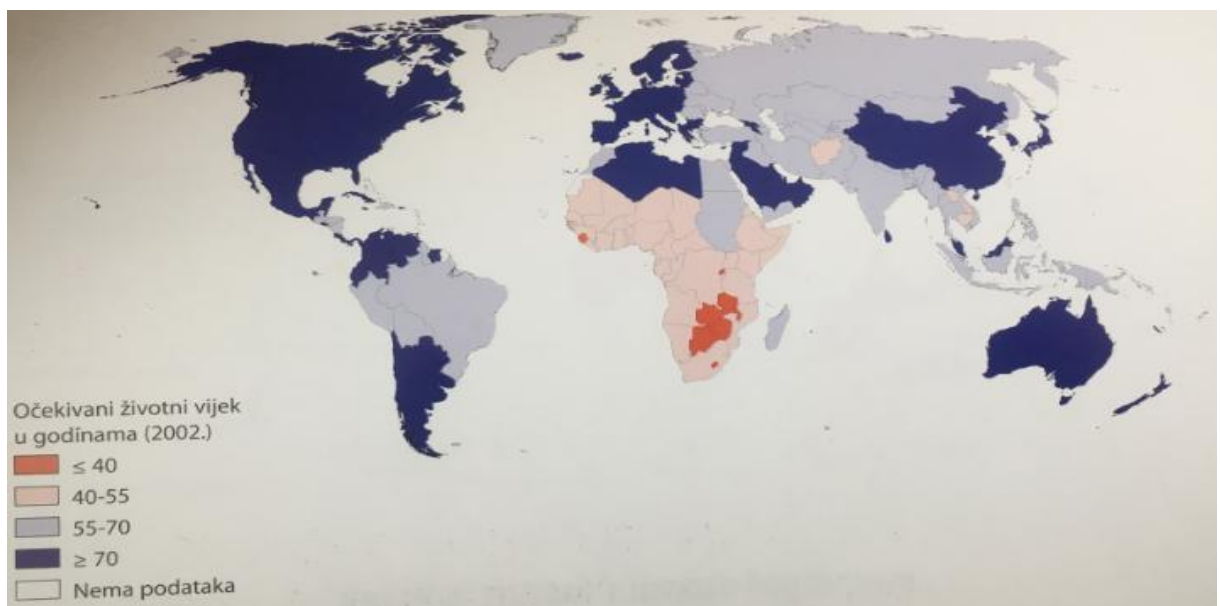 Očekivani životni vijek
u godinama (2002.)
≤ 40
40-55
55-70
≥ 70
Nema podataka